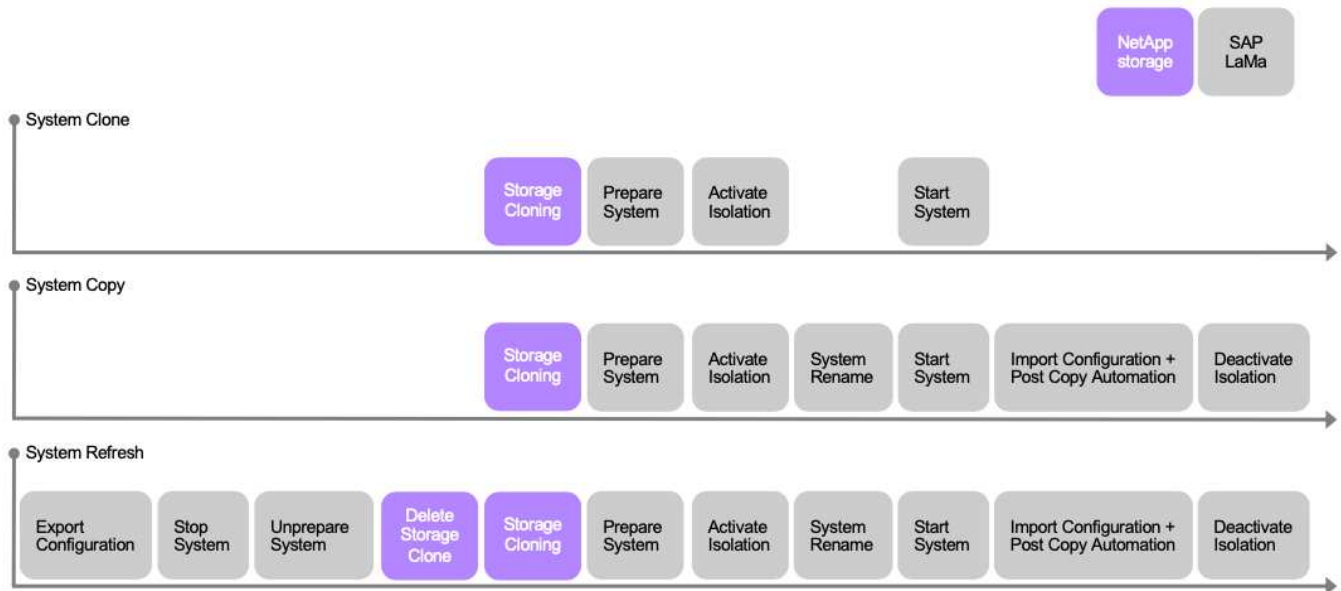 NetApp
storage
SAP
LaMa
System Clone
Storage
Cloning
Prepare
System
Activate
Isolation
Start
System
System Copy
Storage
Cloning
Prepare
System
Activate
Isolation
System
Rename
Start
System
Import Configuration +
Post Copy Automation
Deactivate
Isolation
System Refresh
Export
Configuration
Stop
System
Unprepare
System
Delete
Storage
Clone
Storage
Cloning
Prepare
System
Activate
Isolation
System
Rename
Start
System
Import Configuration +
Post Copy Automation
Deactivate
Isolation